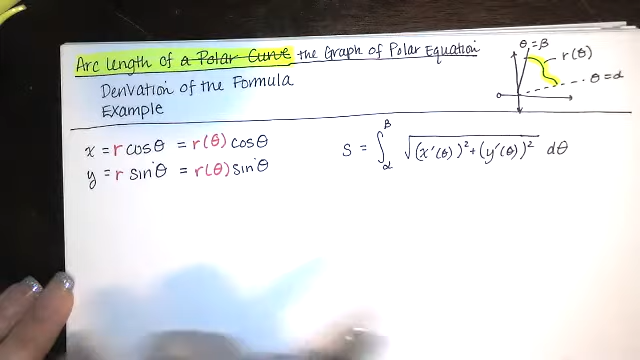 Arc length of a Polar Curve the Graph of Polar Equation
Derivation of the Formula
Example
θ = β
r(θ)
θ = α
x = r cosθ = r(θ) cosθ
y = r sinθ = r(θ) sinθ
S = ∫_α^β √((x'(θ))² + (y'(θ))²) dθ